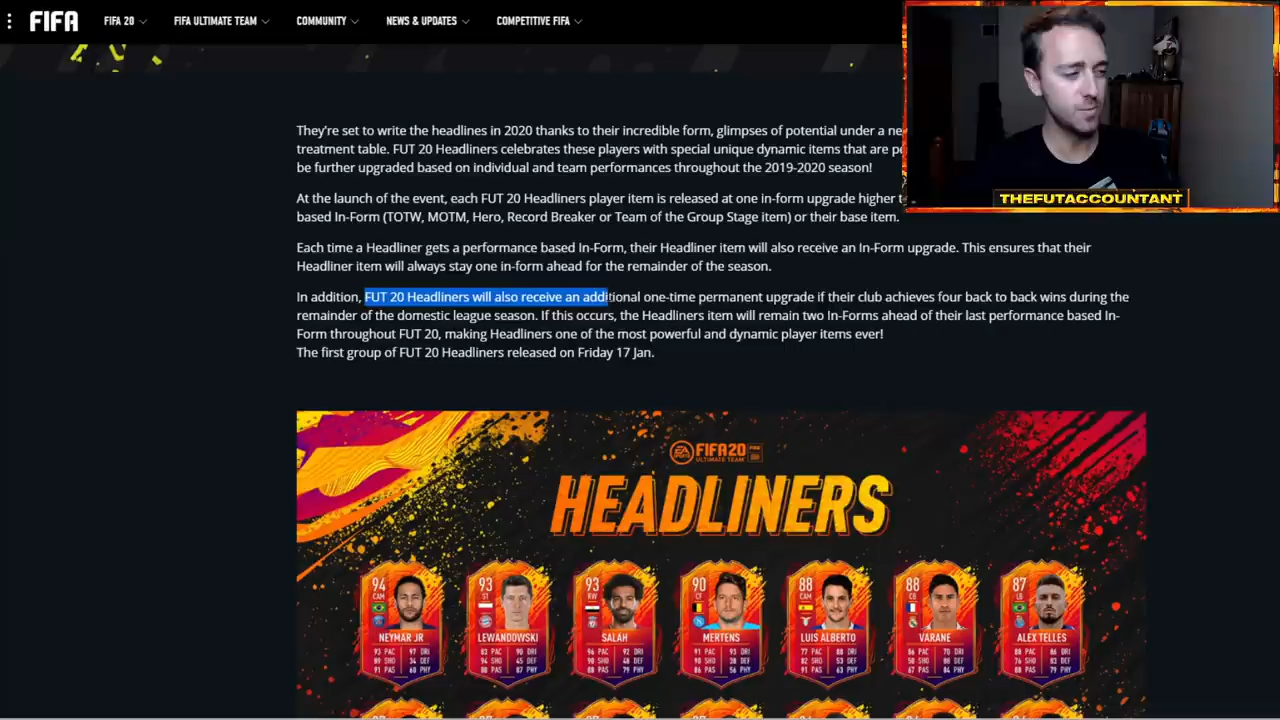 FIFA FIFA 20 FIFA ULTIMATE TEAM COMMUNITY NEWS & UPDATES COMPETITIVE FIFA
They're set to write the headlines in 2020 thanks to their incredible form, glimpses of potential under a ne
treatment table. FUT 20 Headliners celebrates these players with special unique dynamic items that are p
be further upgraded based on individual and team performances throughout the 2019-2020 season!
At the launch of the event, each FUT 20 Headliners player item is released at one in-form upgrade higher t
based In-Form (TOTW, MOTM, Hero, Record Breaker or Team of the Group Stage item) or their base item.
THEFUTACCOUNTANT
Each time a Headliner gets a performance based In-Form, their Headliner item will also receive an In-Form upgrade. This ensures that their
Headliner item will always stay one in-form ahead for the remainder of the season.
In addition, FUT 20 Headliners will also receive an additional one-time permanent upgrade if their club achieves four back to back wins during the
remainder of the domestic league season. If this occurs, the Headliners item will remain two In-Forms ahead of their last performance based In-
Form throughout FUT 20, making Headliners one of the most powerful and dynamic player items ever!
The first group of FUT 20 Headliners released on Friday 17 Jan.
EA SPORTS FIFA20
ULTIMATE TEAM
HEADLINERS
94 93 93 90 88 88 87
CAM ST RW CF CAM CB LB
NEYMAR JR LEWANDOWSKI SALAH MERTENS LUIS ALBERTO VARANE ALEX TELLES